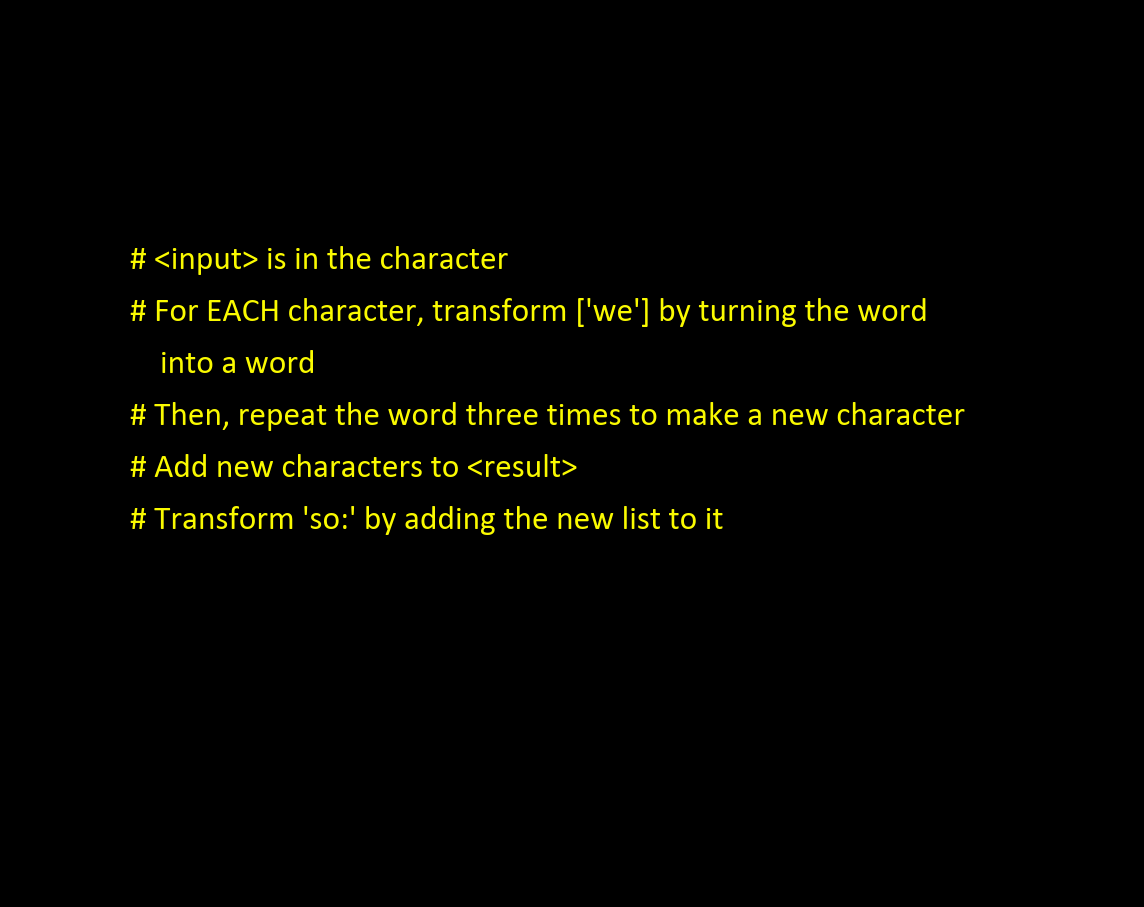 # <input> is in the character
# For EACH character, transform ['we'] by turning the word
into a word
# Then, repeat the word three times to make a new character
# Add new characters to <result>
# Transform 'so:' by adding the new list to it